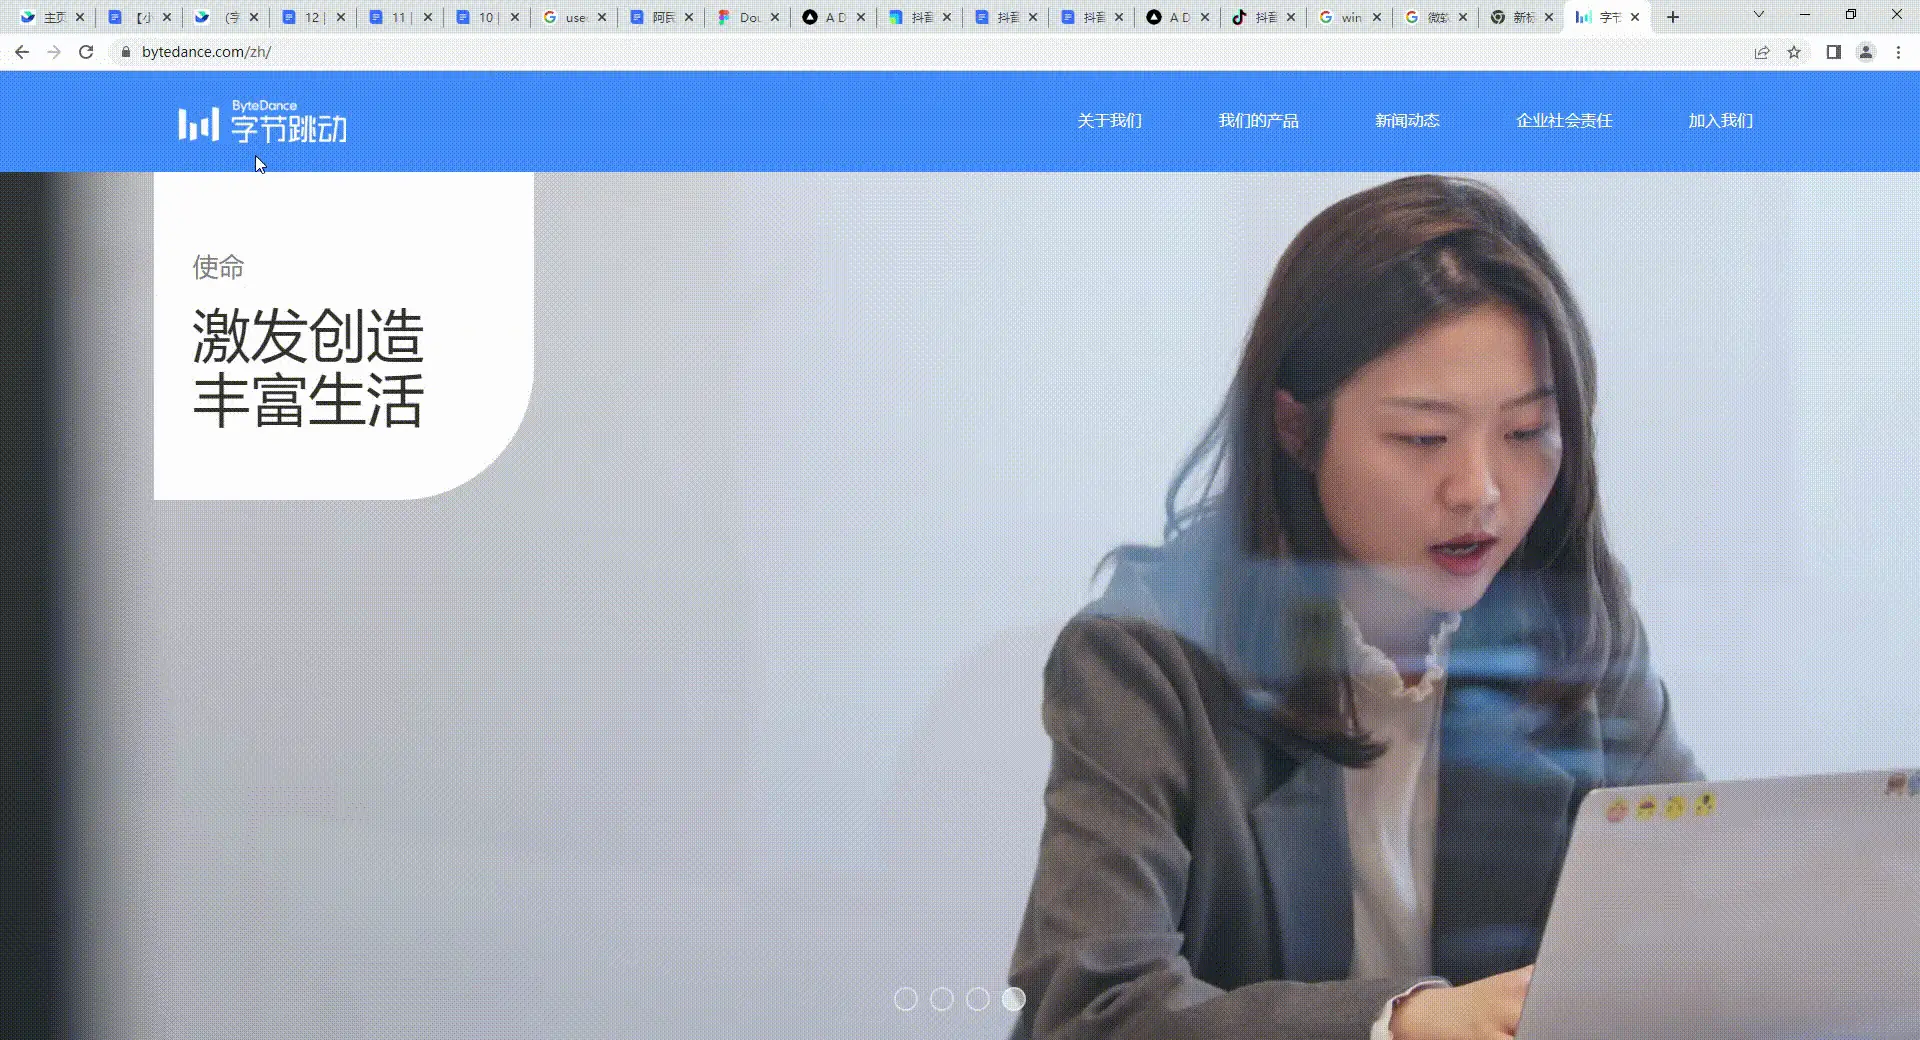 主页
【小
(字
12 |
11 |
10 |
use
阿里
Dou
A D
抖音
抖音
抖音
A D
抖音
win
微软
新标
字节
bytedance.com/zh/
ByteDance
字节跳动
关于我们
我们的产品
新闻动态
企业社会责任
加入我们
使命
激发创造
丰富生活